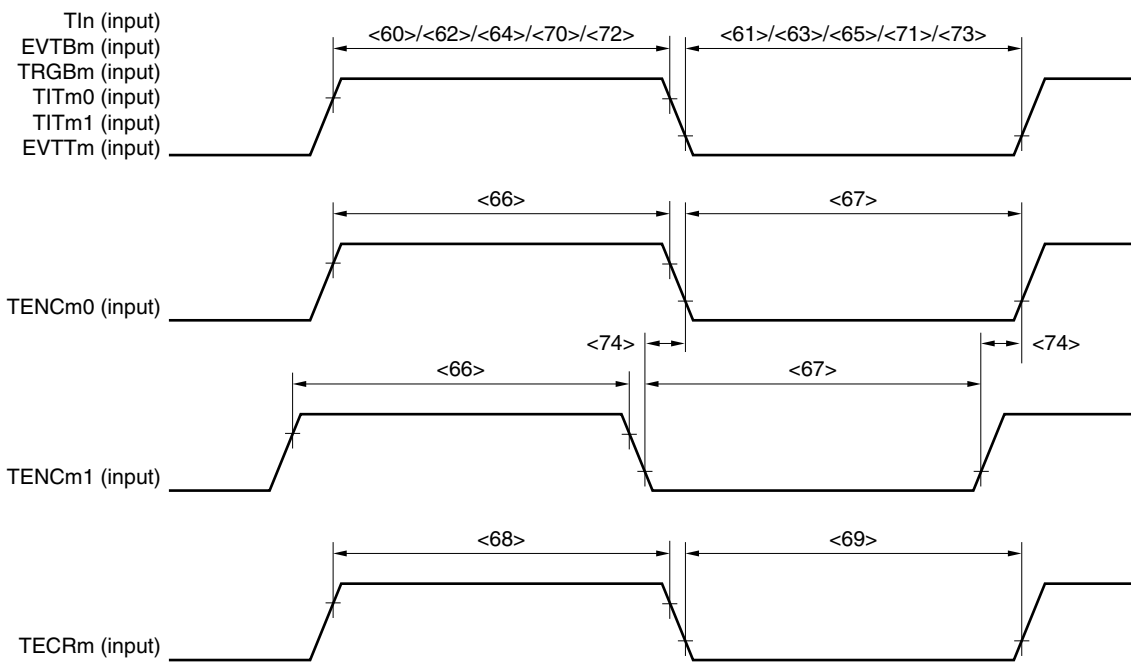 TIn (input)
EVTBm (input)
TRGBm (input)
TITm0 (input)
TITm1 (input)
EVTTm (input)
<60>/<62>/<64>/<70>/<72>
<61>/<63>/<65>/<71>/<73>
<66>
<67>
TENCm0 (input)
<74>
<74>
<66>
<67>
TENCm1 (input)
<68>
<69>
TECRm (input)